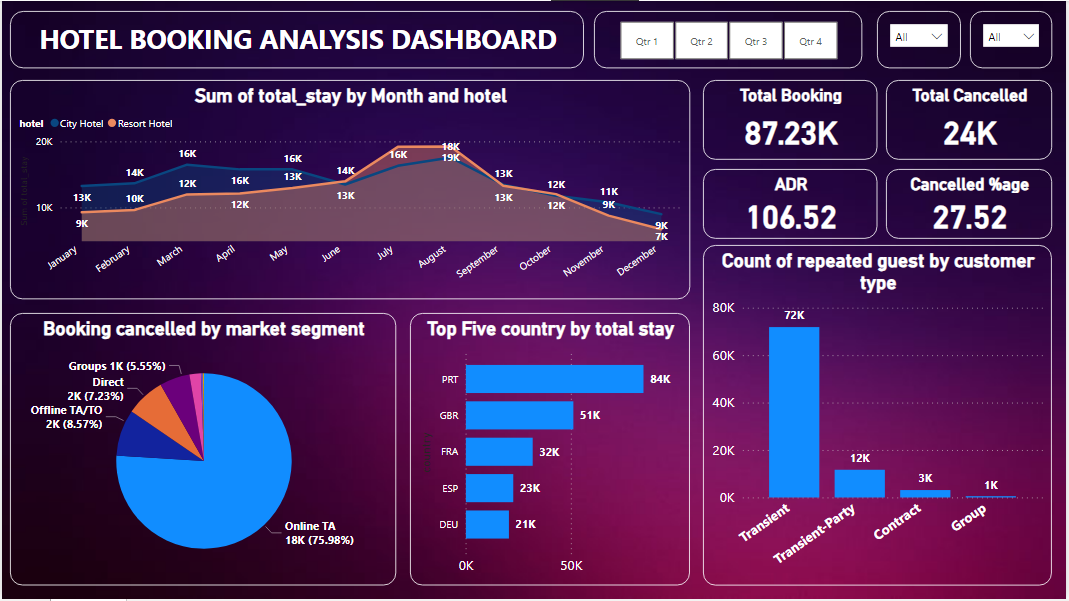 HOTEL BOOKING ANALYSIS DASHBOARD
Qtr 1 Qtr 2 Qtr 3 Qtr 4
All
All
Sum of total_stay by Month and hotel
hotel City Hotel Resort Hotel
Sum of total_stay
20K
10K
13K 14K 16K 16K 16K 13K 16K 18K 13K 12K 11K 9K
9K 10K 12K 12K 13K 14K 19K 13K 12K 9K 7K
January February March April May June July August September October November December
Total Booking
87.23K
Total Cancelled
24K
ADR
106.52
Cancelled %age
27.52
Booking cancelled by market segment
Groups 1K (5.55%)
Direct
2K (7.23%)
Offline TA/TO
2K (8.57%)
Online TA
18K (75.98%)
Top Five country by total stay
PRT 84K
GBR 51K
FRA 32K
ESP 23K
DEU 21K
0K 50K
Count of repeated guest by customer
type
80K
60K
40K
20K
0K
72K
12K
3K
1K
Transient Transient-Party Contract Group